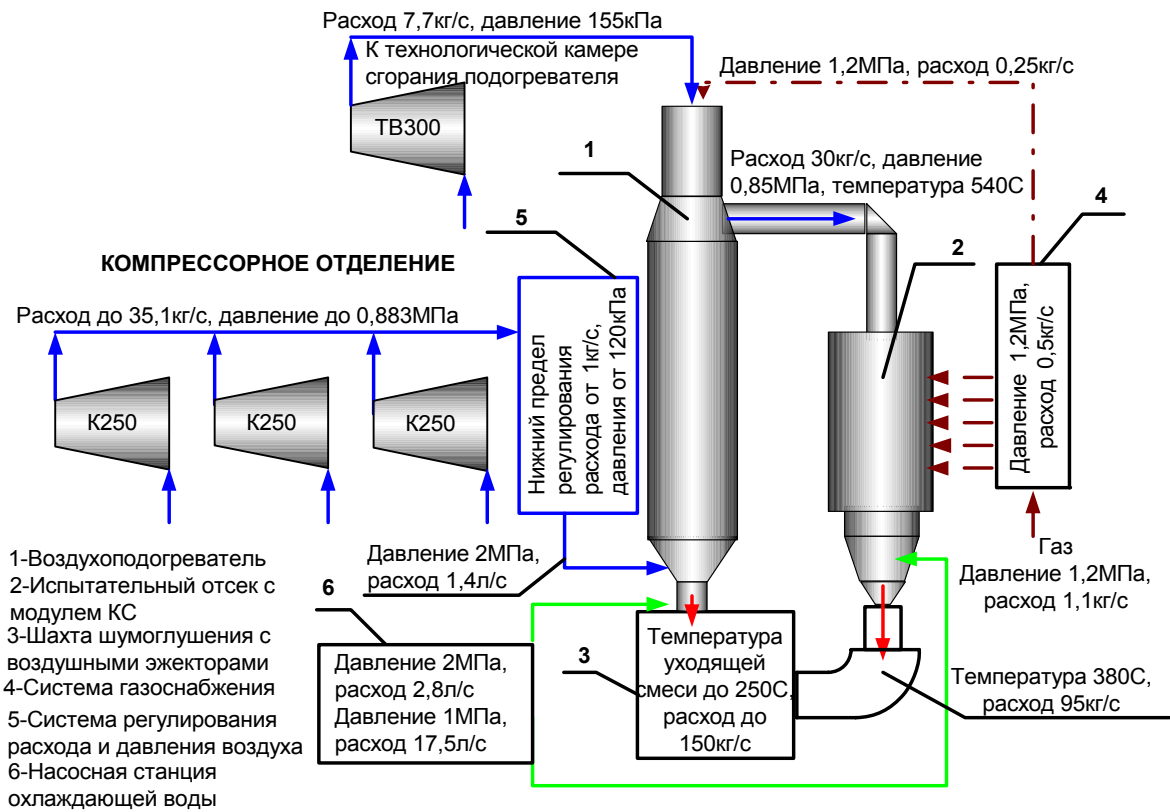 Расход 7,7кг/с, давление 155кПа
К технологической камере
сгорания подогревателя
ТВ300
Давление 1,2МПа, расход 0,25кг/с
1
Расход 30кг/с, давление
0,85МПа, температура 540С
4
5
2
КОМПРЕССОРНОЕ ОТДЕЛЕНИЕ
Расход до 35,1кг/с, давление до 0,883МПа
К250
К250
К250
Нижний предел
регулирования
расхода от 1кг/с,
давления от 120кПа
Давление 1,2МПа,
расход 0,5кг/с
Газ
Давление 1,2МПа,
расход 1,1кг/с
Давление 2МПа,
расход 1,4л/с
1-Воздухоподогреватель
2-Испытательный отсек с
модулем КС
3-Шахта шумоглушения с
воздушными эжекторами
4-Система газоснабжения
5-Система регулирования
расхода и давления воздуха
6-Насосная станция
охлаждающей воды
6
Давление 2МПа,
расход 2,8л/с
Давление 1МПа,
расход 17,5л/с
3
Температура
уходящей
смеси до 250С,
расход до
150кг/с
Температура 380С,
расход 95кг/с